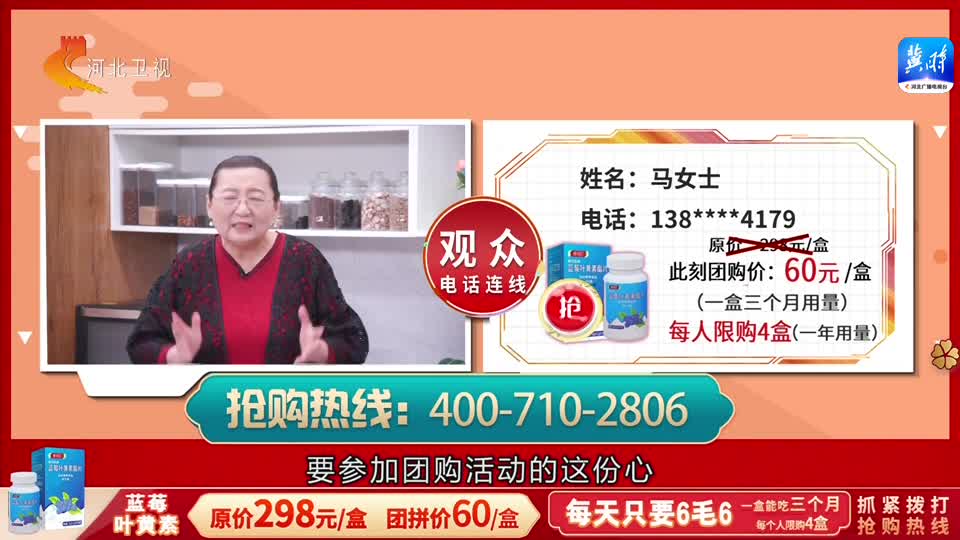 河北卫视
冀时
河北广播电视台
姓名：马女士
电话：138****4179
原价 298元/盒
此刻团购价：60元/盒
（一盒三个月用量）
每人限购4盒(一年用量)
观众
电话连线
抢
抢购热线：400-710-2806
要参加团购活动的这份心
蓝莓
叶黄素
原价298元/盒 团拼价60/盒
每天只要6毛6
一盒能吃三个月
每个人限购4盒
抓紧拨打
抢购热线